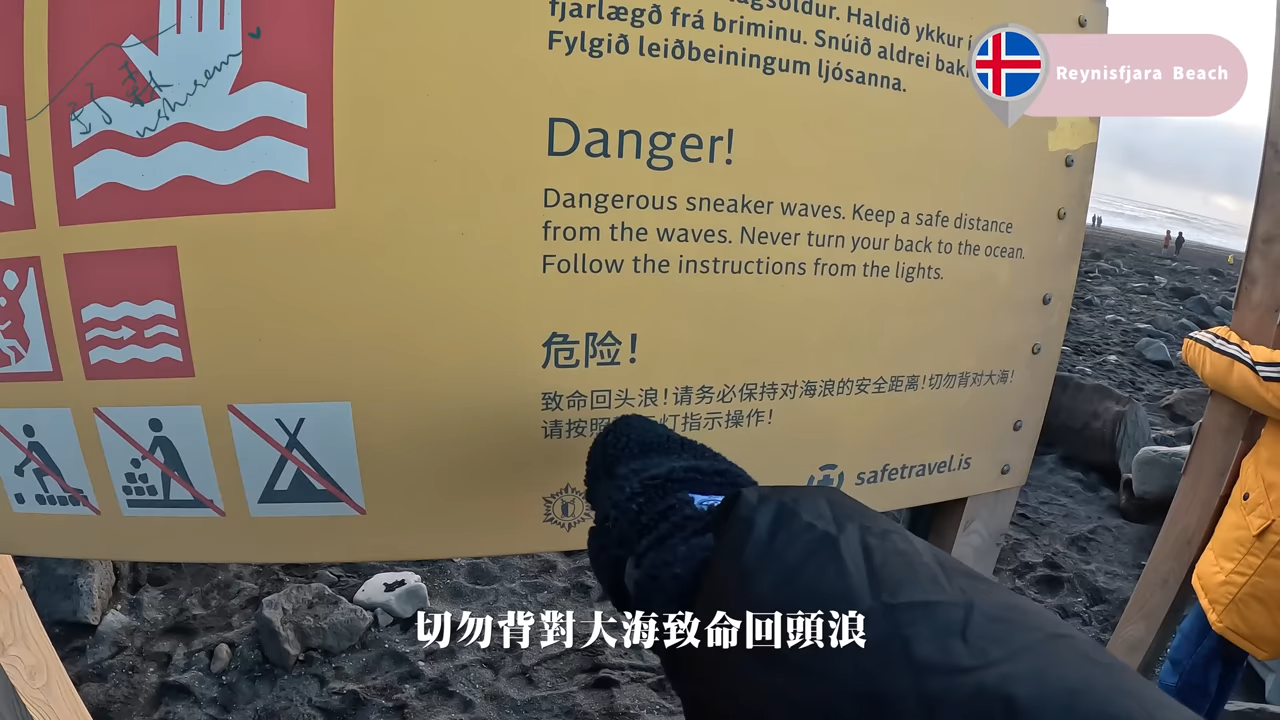 fjarlægð frá briminu. Snúið aldrei bak
Fylgið leiðbeiningum ljósanna.
Reynisfjara Beach
Danger!
Dangerous sneaker waves. Keep a safe distance
from the waves. Never turn your back to the ocean.
Follow the instructions from the lights.
危险!
致命回头浪!请务必保持对海浪的安全距离!切勿背对大海!
请按照 灯指示操作!
safetravel.is
切勿背對大海致命回頭浪